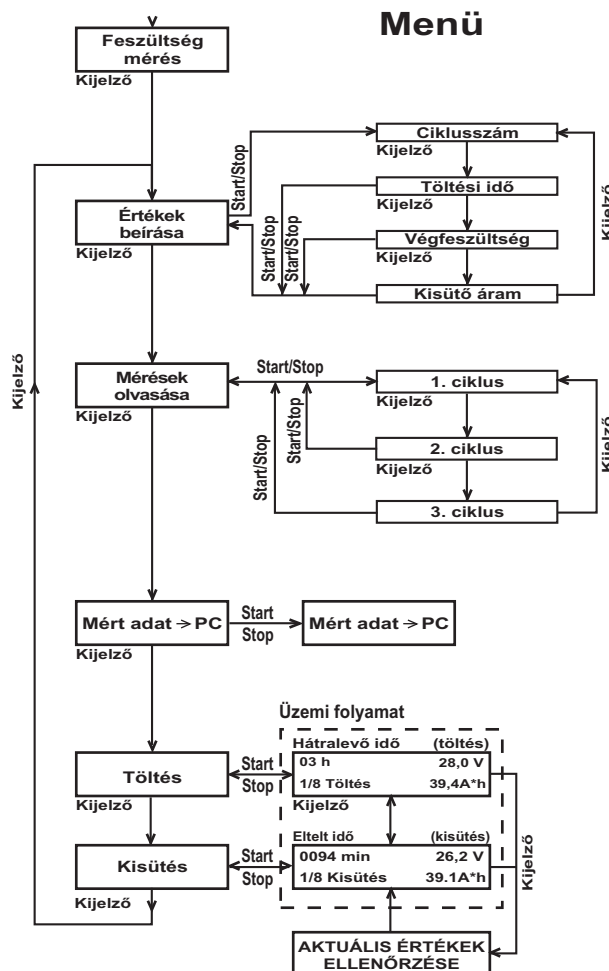 Menü
Feszültség
mérés
Kijelző
Start/Stop
Ciklusszám
Kijelző
Töltési idő
Kijelző
Értékek
beírása
Kijelző
Start/Stop
Start/Stop
Végfeszültség
Kijelző
Kisütő áram
Kijelző
Kijelző
Mérések
olvasása
Kijelző
Start/Stop
1. ciklus
Kijelző
Start/Stop
Start/Stop
2. ciklus
Kijelző
3. ciklus
Kijelző
Mért adat → PC
Kijelző
Start
Stop
Mért adat → PC
Üzemi folyamat
Töltés
Kijelző
Start
Stop
Hátralevő idő (töltés)
03 h 28,0 V
1/8 Töltés 39,4A*h
Kijelző
Kisütés
Kijelző
Start
Stop
Eltelt idő (kisütés)
0094 min 26,2 V
1/8 Kisütés 39.1A*h
Kijelző
AKTUÁLIS ÉRTÉKEK
ELLENŐRZÉSE